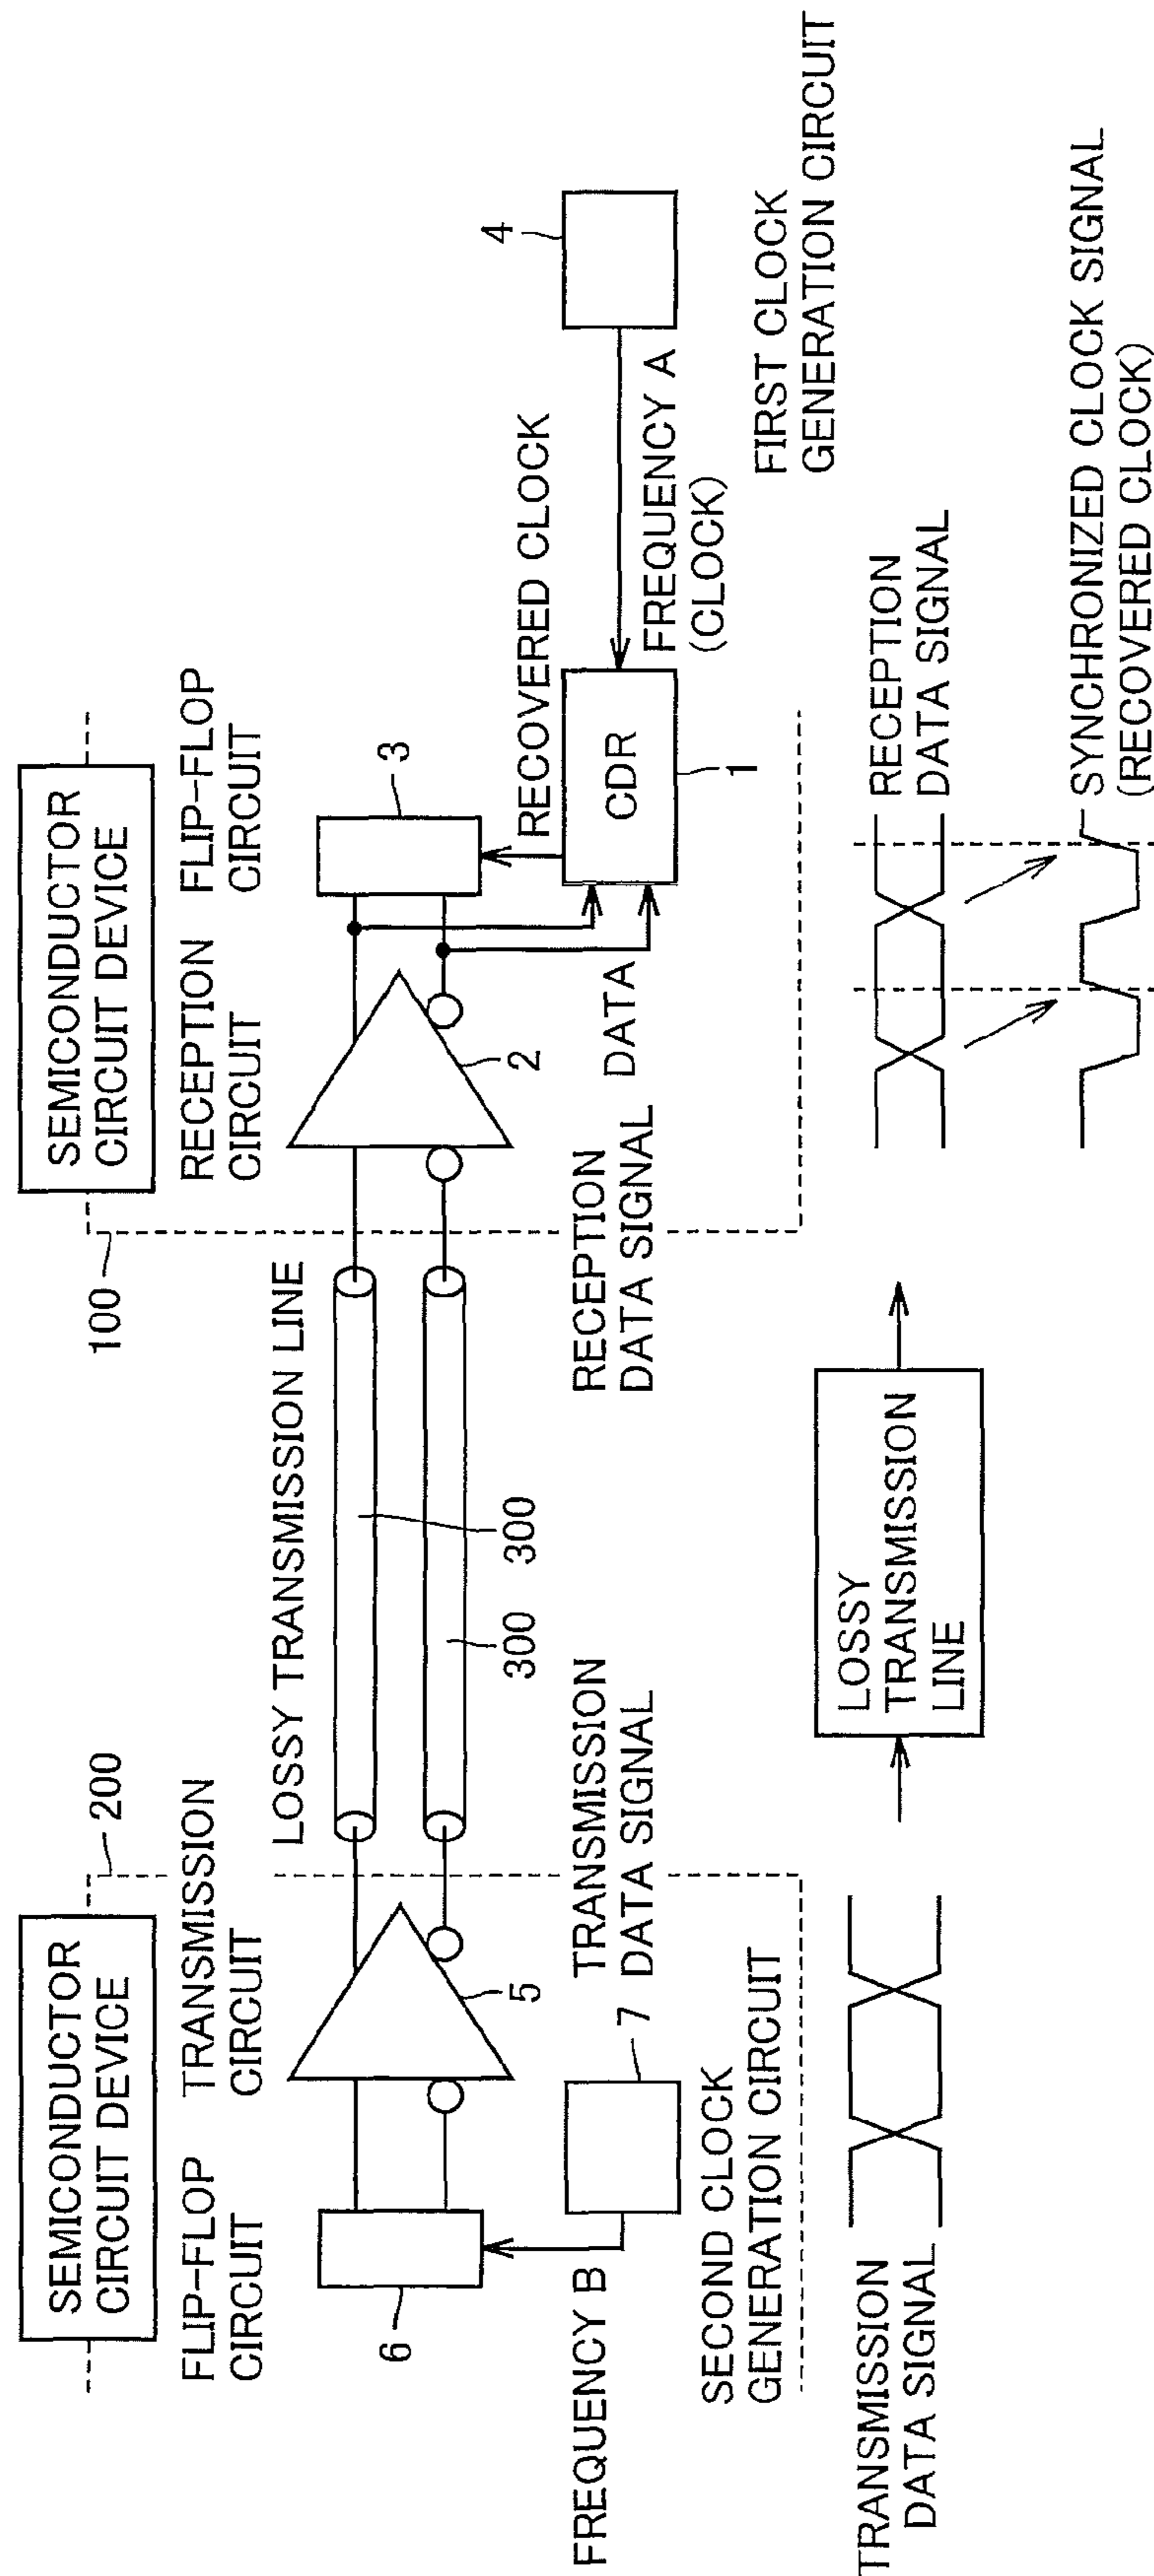 SEMICONDUCTOR
CIRCUIT DEVICE
200
FLIP-FLOP
CIRCUIT
TRANSMISSION
CIRCUIT
6
5
FREQUENCY B
7
TRANSMISSION
DATA SIGNAL
SECOND CLOCK
GENERATION CIRCUIT
LOSSY TRANSMISSION LINE
300
300
SEMICONDUCTOR
CIRCUIT DEVICE
100
RECEPTION
CIRCUIT
FLIP-FLOP
CIRCUIT
2
3
RECEPTION
DATA SIGNAL
DATA
RECOVERED CLOCK
CDR
1
FREQUENCY A
(CLOCK)
4
FIRST CLOCK
GENERATION CIRCUIT
TRANSMISSION
DATA SIGNAL
LOSSY
TRANSMISSION
LINE
RECEPTION
DATA SIGNAL
SYNCHRONIZED CLOCK SIGNAL
(RECOVERED CLOCK)